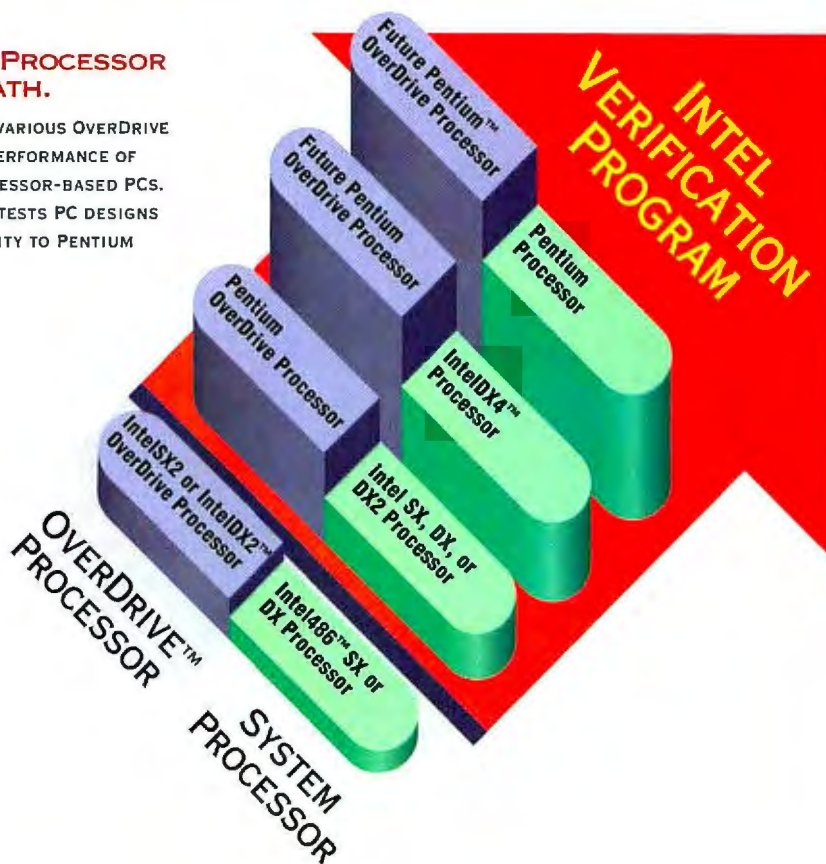 PROCESSOR
ATH.
VARIOUS OVERDRIVE
ERFORMANCE OF
ESSOR-BASED PCS.
TESTS PC DESIGNS
ITY TO PENTIUM
INTEL
VERIFICATION
PROGRAM
Future Pentium™
OverDrive Processor
Pentium
Processor
Future Pentium
OverDrive Processor
IntelDX4™
Processor
Pentium
OverDrive Processor
Intel SX, DX, or
DX2 Processor
IntelSX2 or IntelDX2™
OverDrive Processor
Intel486™ SX or
DX Processor
OVERDRIVE™
PROCESSOR
SYSTEM
PROCESSOR